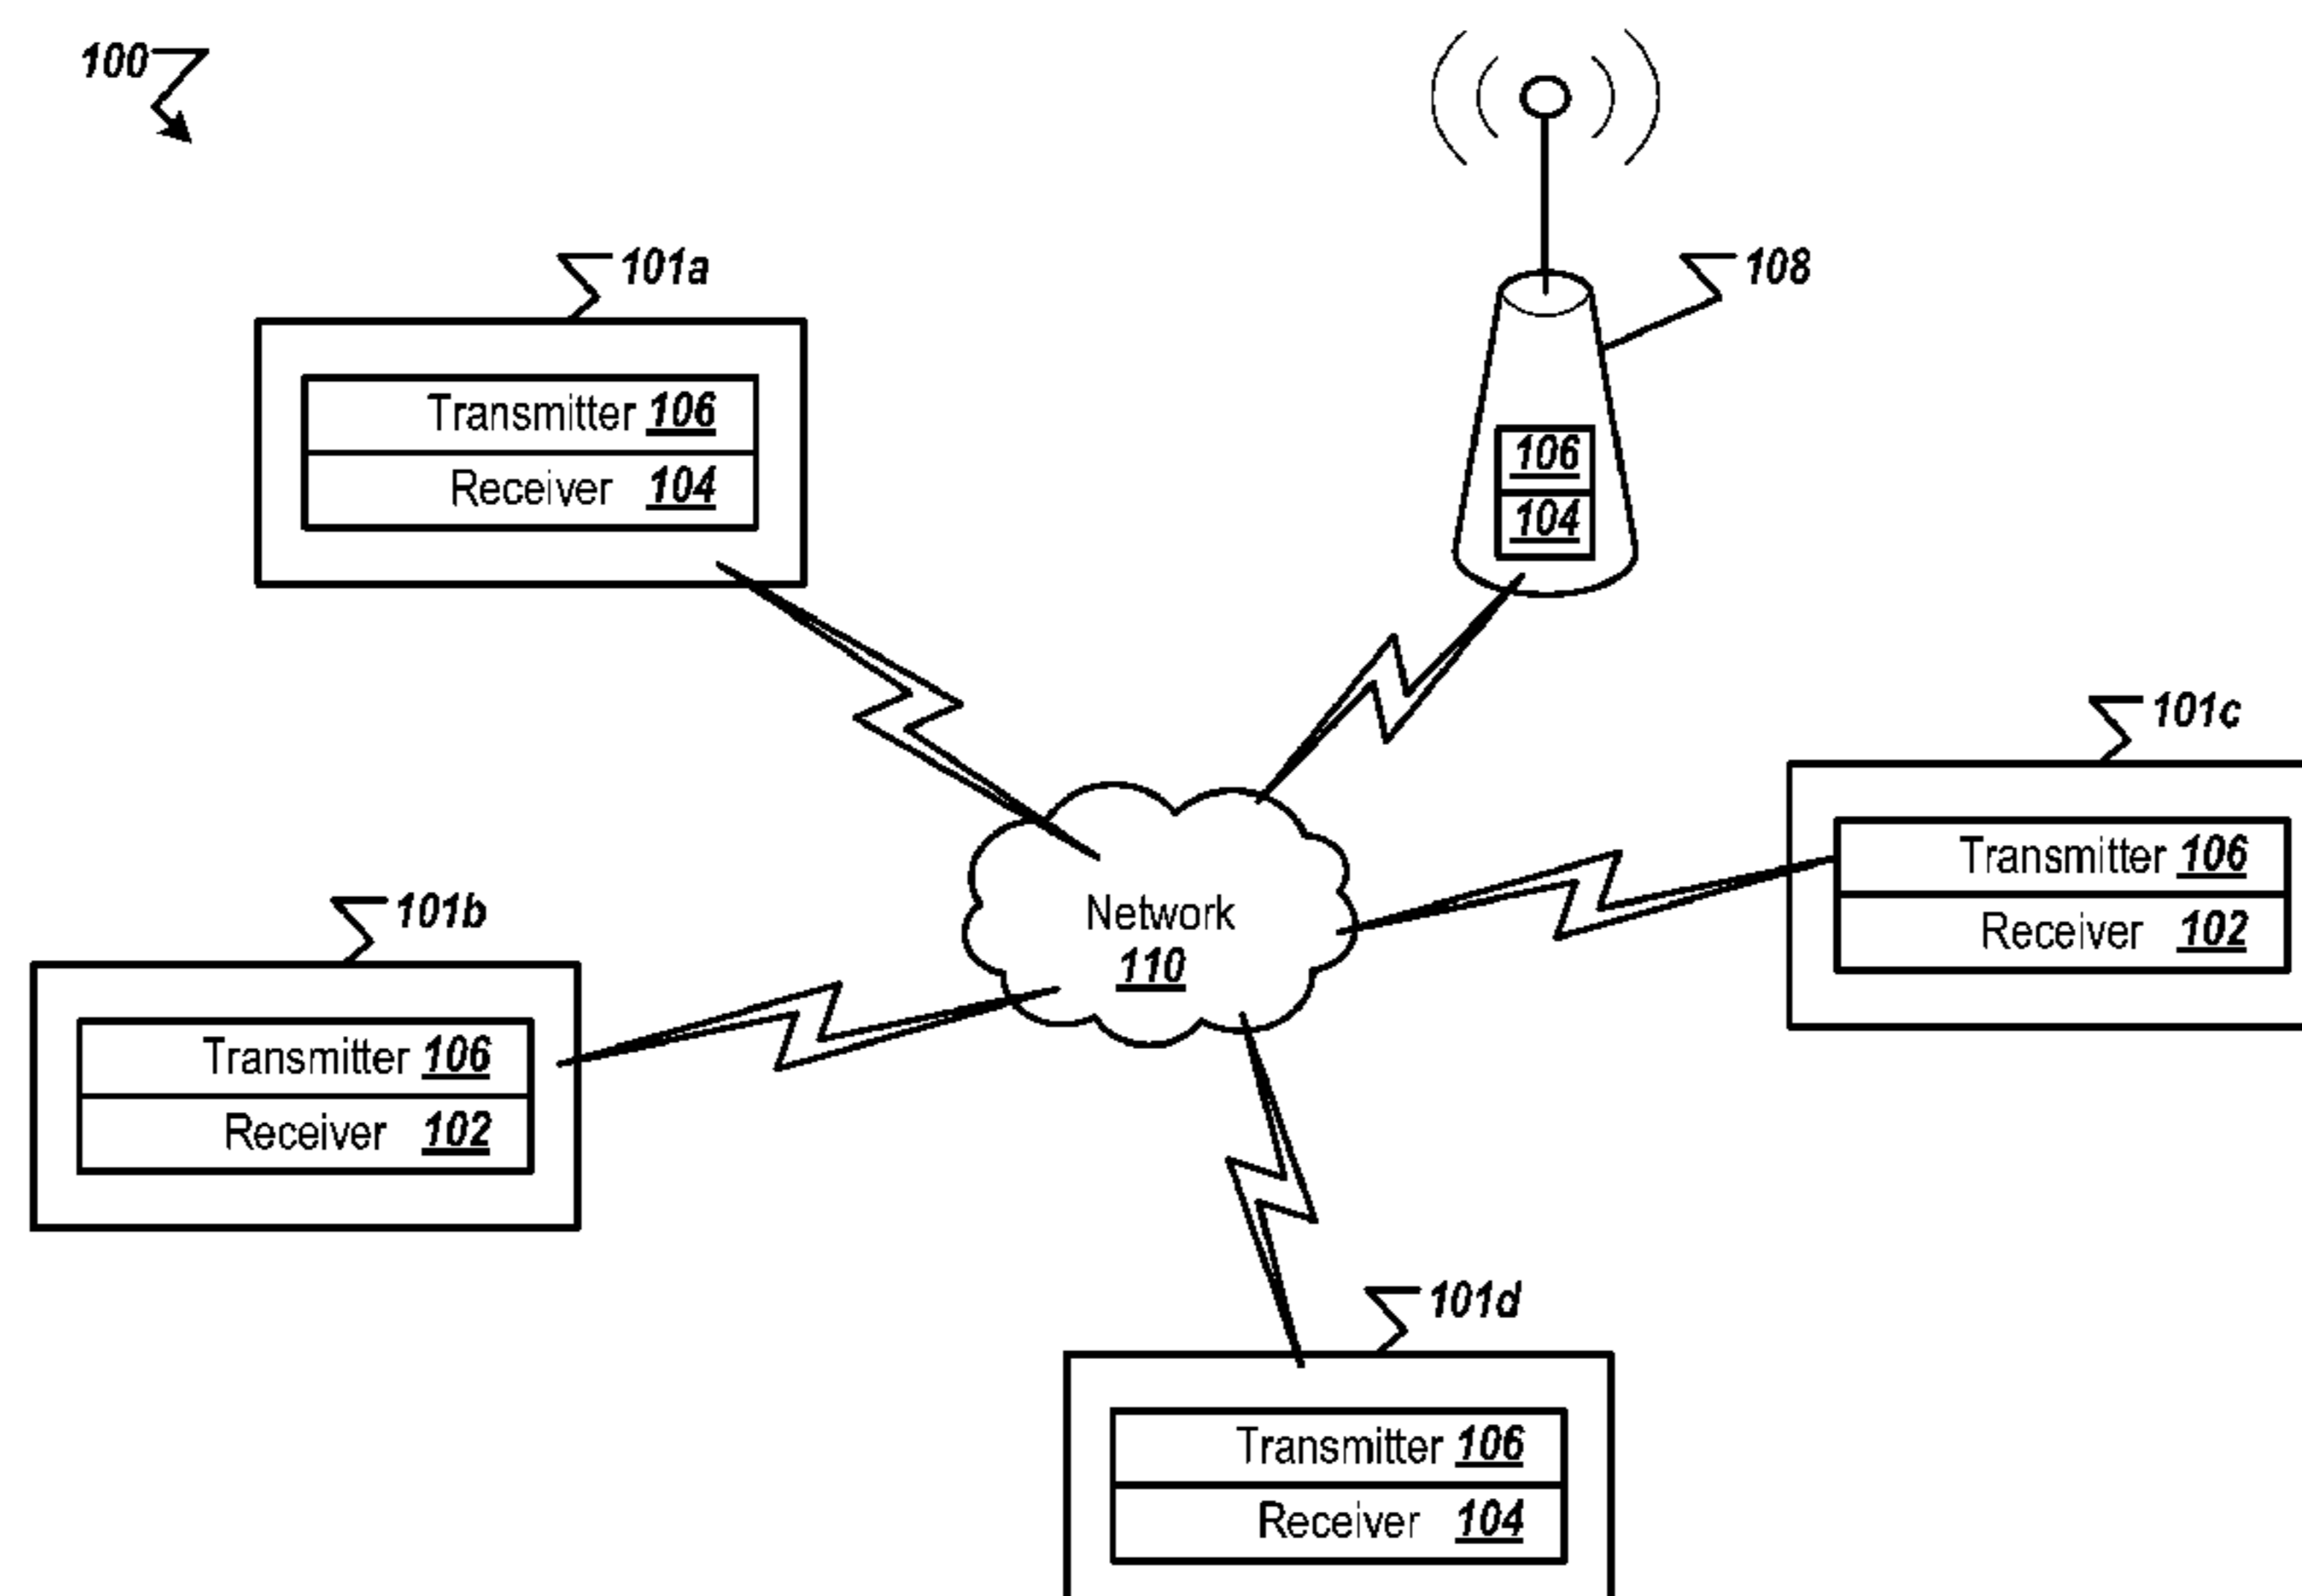 100
101a
108
Transmitter 106
Receiver 104
106
104
101c
Transmitter 106
Receiver 102
101b
Network
110
Transmitter 106
Receiver 102
101d
Transmitter 106
Receiver 104